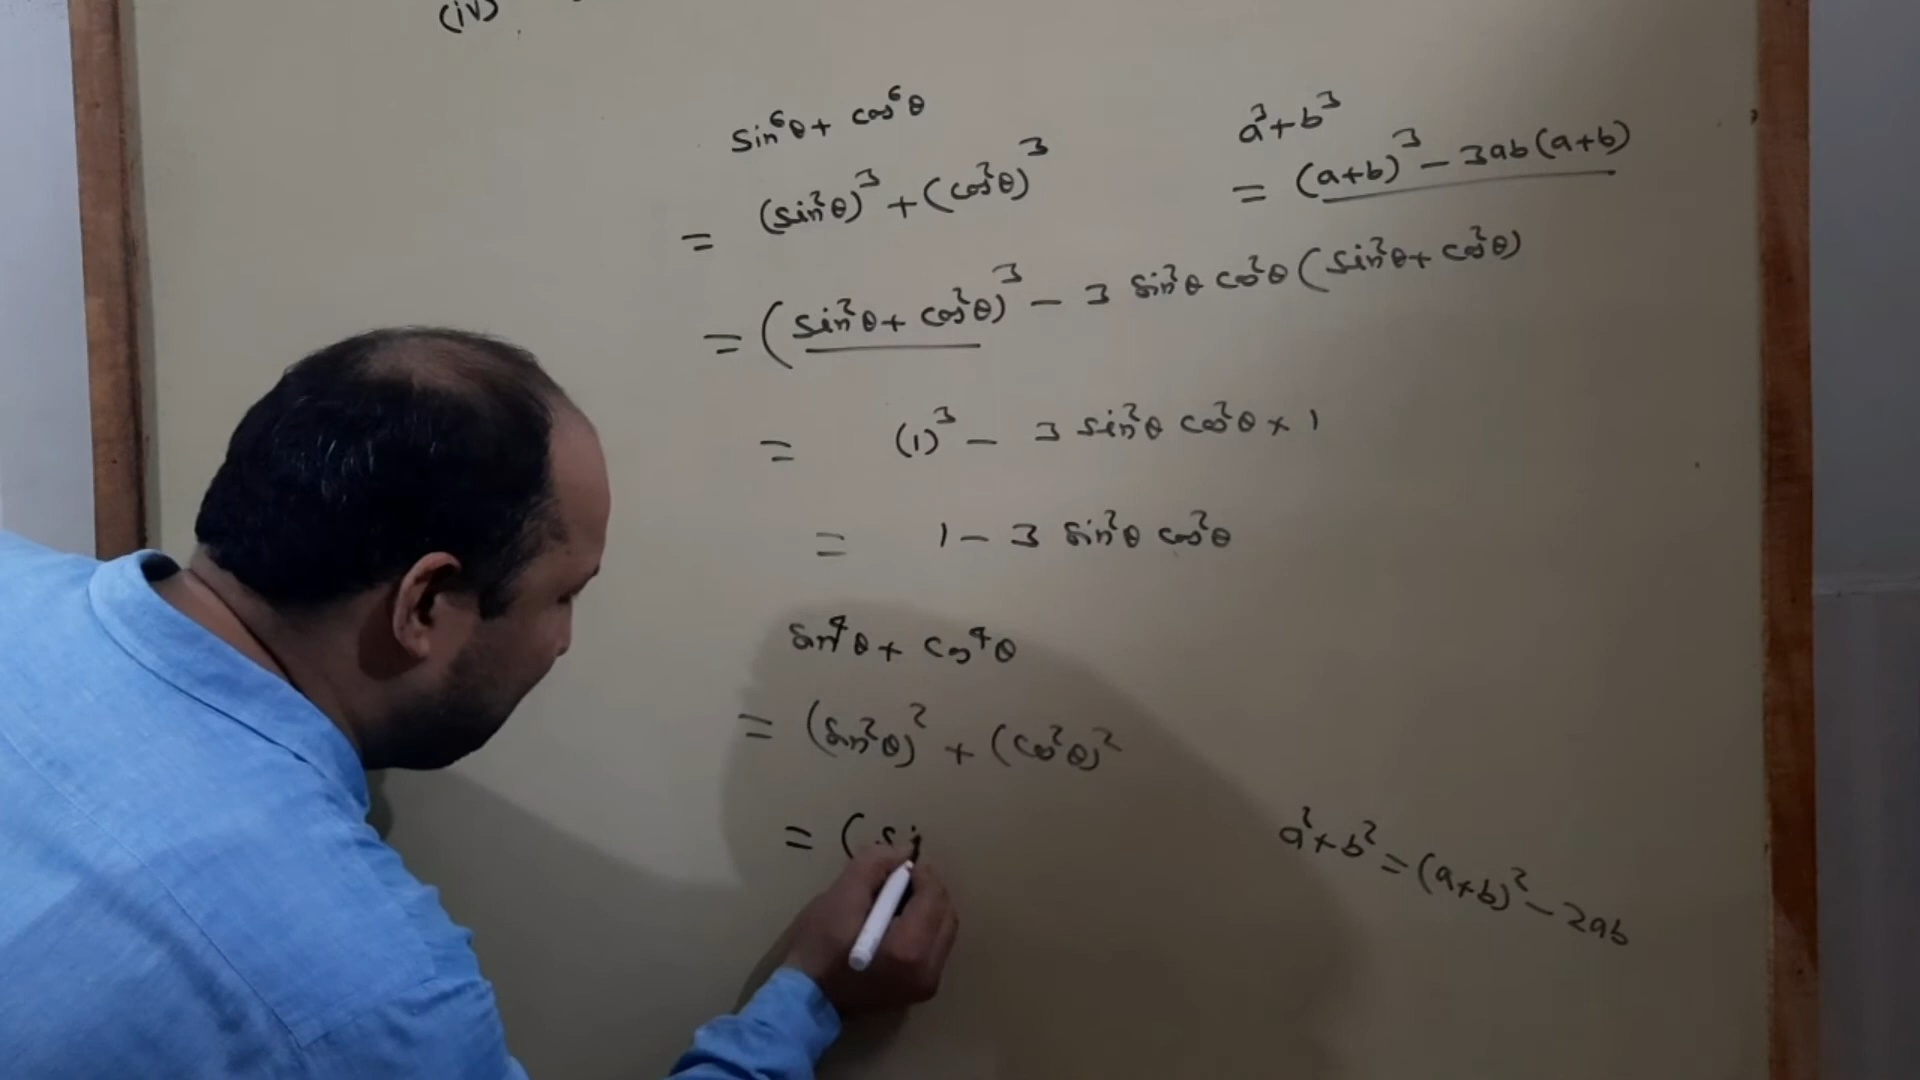 (iv)
sin⁶θ + cos⁶θ
= (sin²θ)³ + (cos²θ)³
= (sin²θ + cos²θ)³ − 3 sin²θ cos²θ (sin²θ + cos²θ)
= (1)³ − 3 sin²θ cos²θ × 1
= 1 − 3 sin²θ cos²θ
sin⁴θ + cos⁴θ
= (sin²θ)² + (cos²θ)²
= (si
a³ + b³
= (a+b)³ − 3ab(a+b)
a² + b² = (a+b)² − 2ab